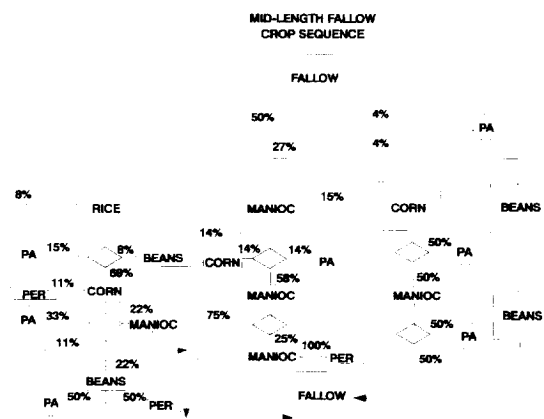 MID-LENGTH FALLOW
CROP SEQUENCE
FALLOW
50% 4%
PA
27% 4%
8% 15%
RICE MANIOC CORN BEANS
14%
PA 15% 8% BEANS CORN 14% 14% PA 50% PA
69% 58% 50%
PER 11% CORN MANIOC MANIOC
PA 33% 22% MANIOC 75% 50% PA BEANS
11% 25% 100%
MANIOC PER 50%
22%
BEANS
PA 50% 50% PER FALLOW